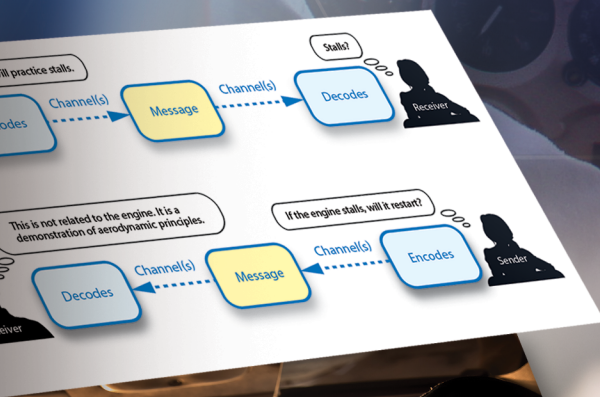 ill practice stalls.
Stalls?
odes
Channel(s)
Message
Channel(s)
Decodes
Receiver
This is not related to the engine. It is a
demonstration of aerodynamic principles.
If the engine stalls, will it restart?
eiver
Decodes
Channel(s)
Message
Channel(s)
Encodes
Sender